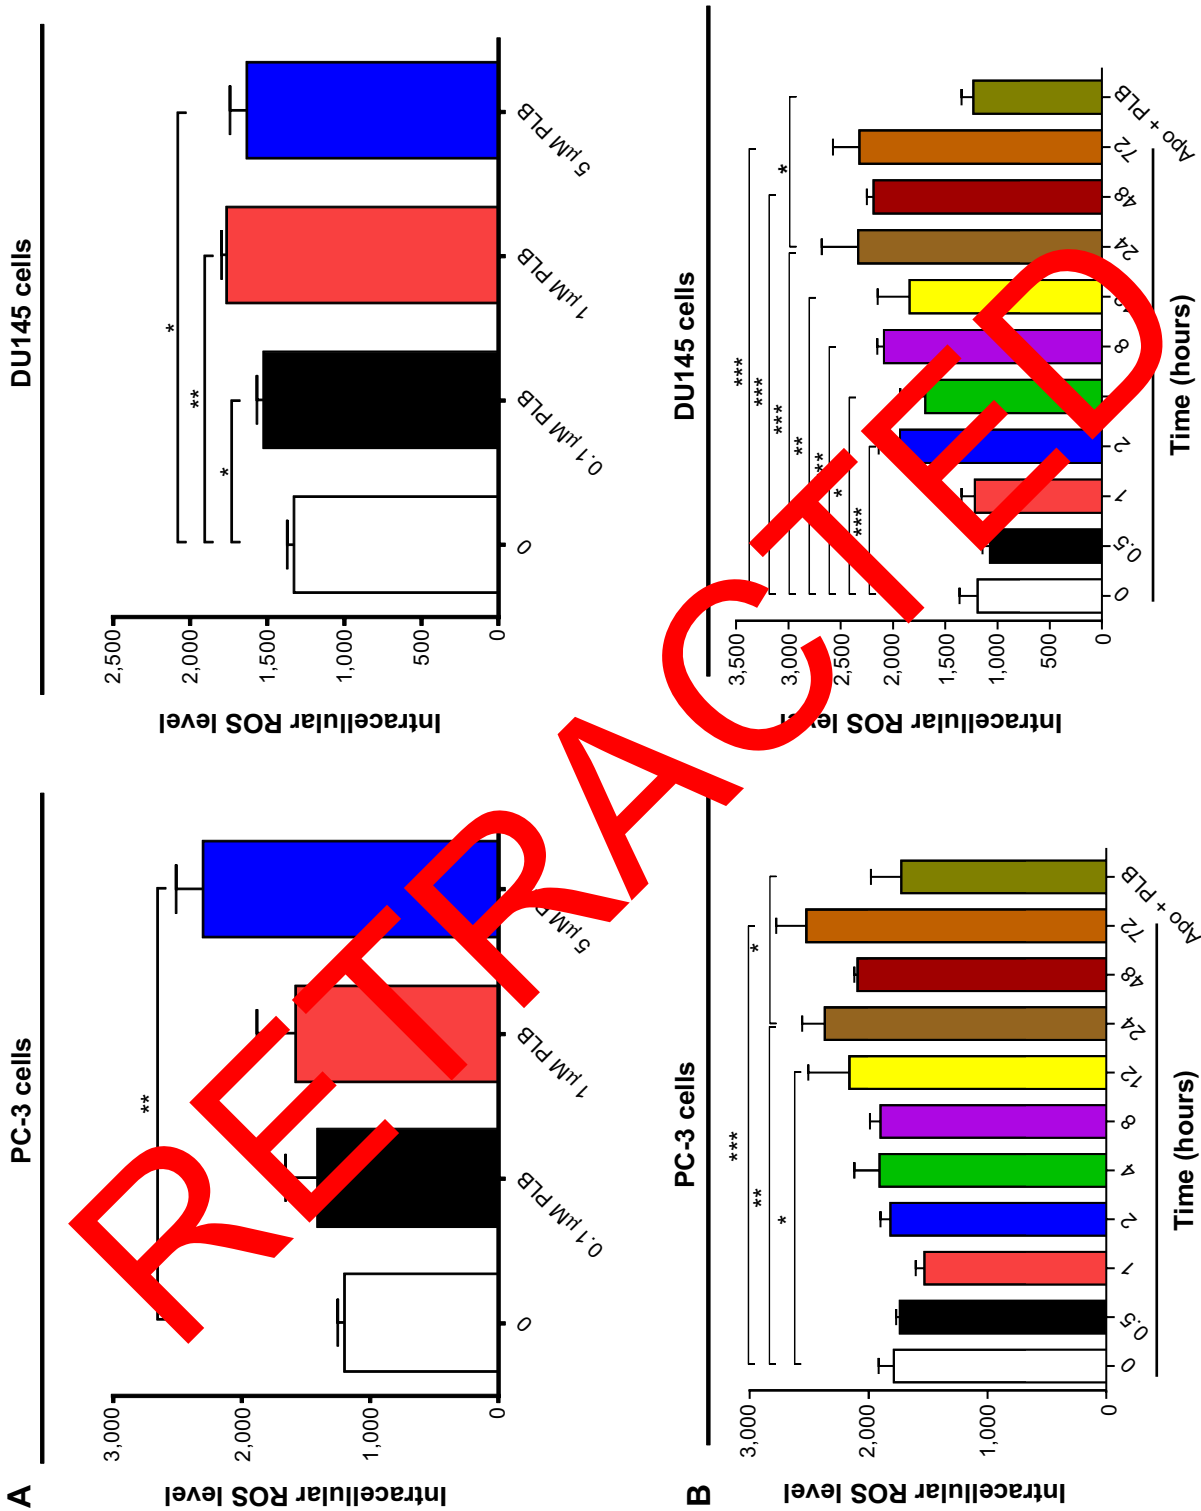 A
PC-3 cells
Intracellular ROS level
3,000
2,000
1,000
0
**
0
0.1 µM PLB
1 µM PLB
5 µM
DU145 cells
Intracellular ROS level
2,500
2,000
1,500
1,000
500
0
*
**
*
0
0.1 µM PLB
1 µM PLB
5 µM PLB
B
PC-3 cells
Intracellular ROS level
3,000
2,000
1,000
0
***
**
*
*
0 0.5 1 2 4 8 12 24 48 72 Apo + PLB
Time (hours)
DU145 cells
Intracellular ROS level
3,500
3,000
2,500
2,000
1,500
1,000
500
0
***
***
***
**
**
*
***
*
0 0.5 1 2 8 24 48 72 Apo + PLB
Time (hours)
RETRACTED